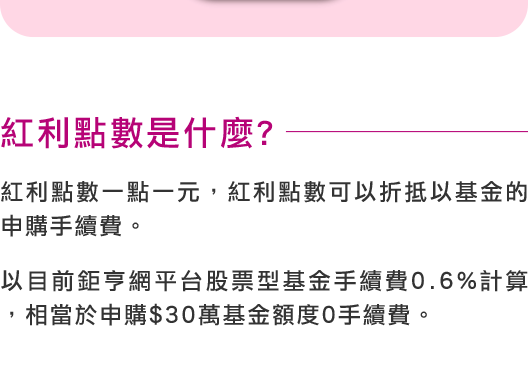 紅利點數是什麼?
紅利點數一點一元，紅利點數可以折抵以基金的
申購手續費。
以目前鉅亨網平台股票型基金手續費0.6%計算
，相當於申購$30萬基金額度0手續費。